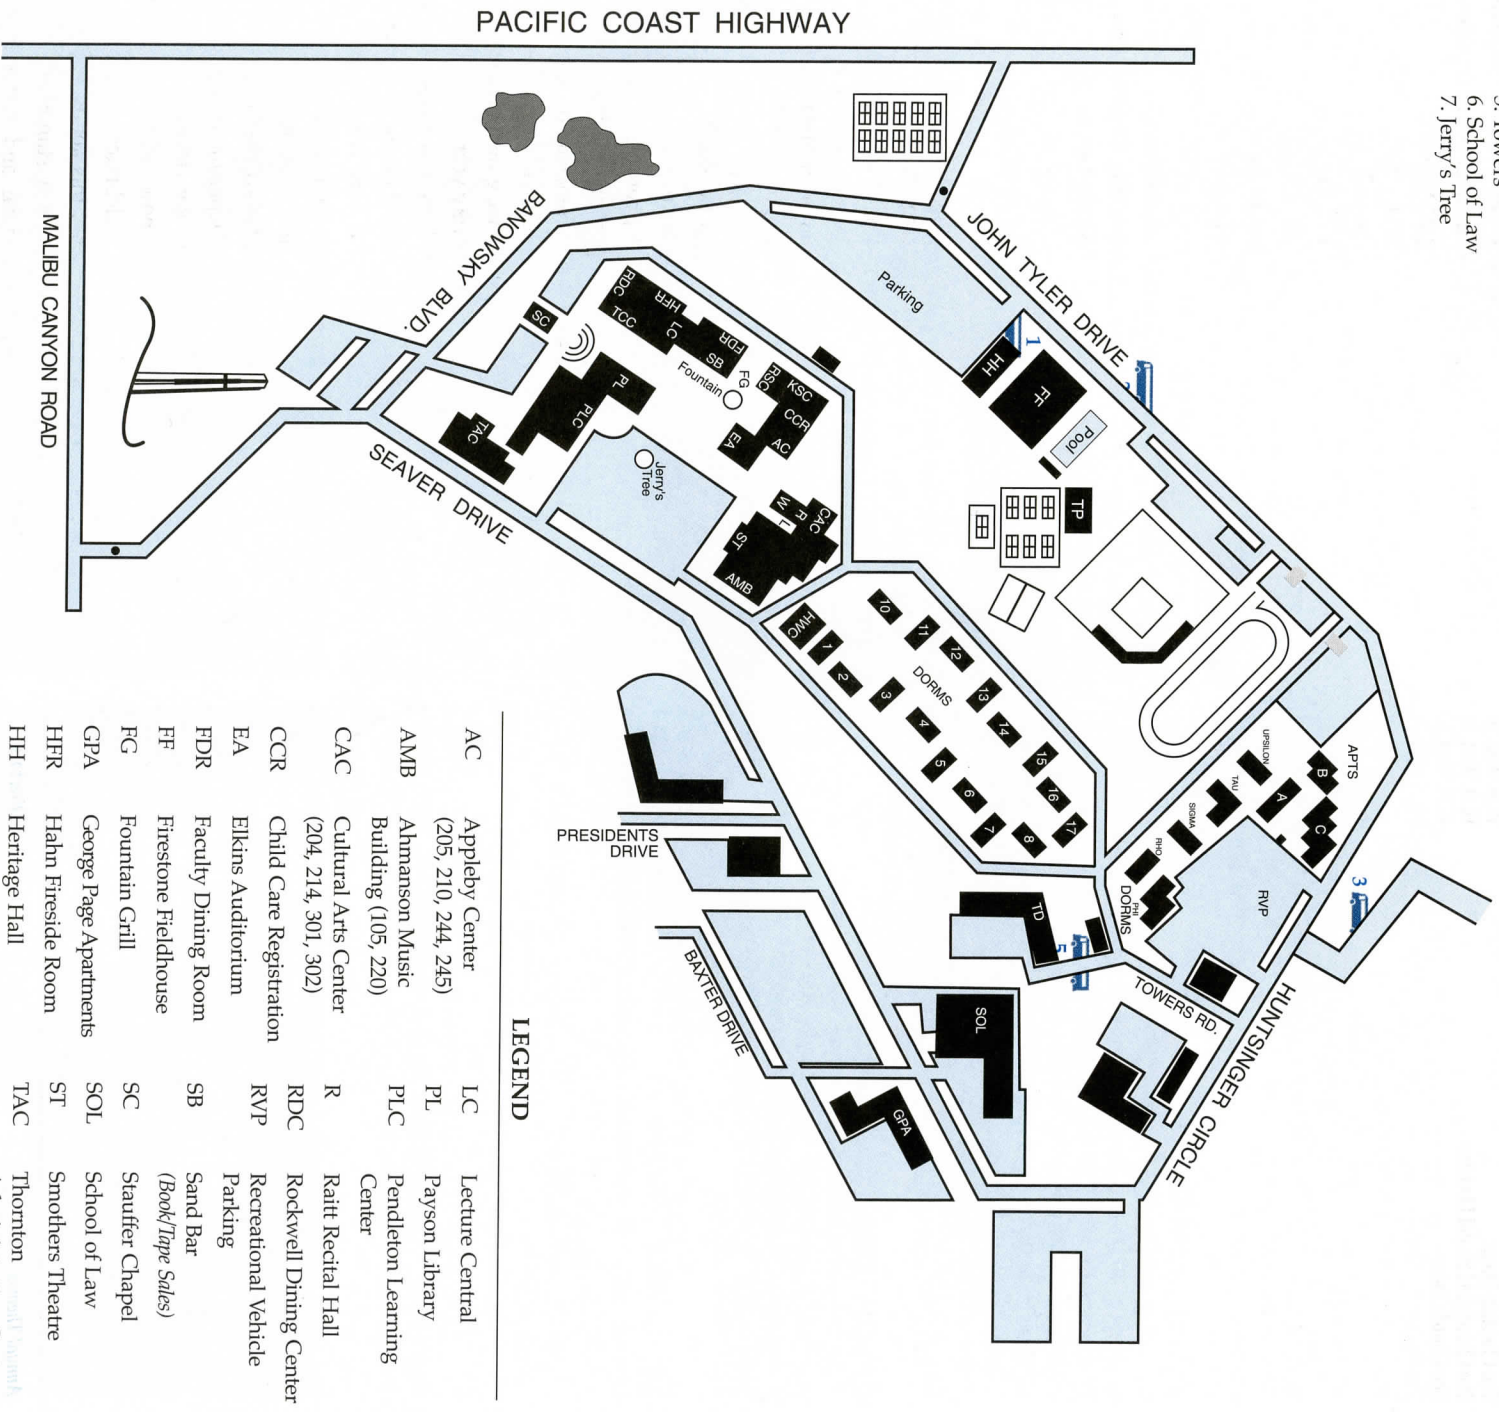 PACIFIC COAST HIGHWAY
6. School of Law
7. Jerry's Tree
JOHN TYLER DRIVE
BANOWSKY BLVD.
MALIBU CANYON ROAD
SEAVER DRIVE
Parking
1
HH
FF
Pool
TP
RDC
HFR
TCC
LC
FDR
SB
SC
Fountain
FG
RSC
KSC
CCR
AC
EA
PL
PLC
TAC
Jerry's
Tree
CAC
R
W
L
ST
AMB
HWC
1
2
3
4
5
6
7
8
10
11
12
13
14
15
16
17
DORMS
APTS
B
A
C
UPSILON
TAU
SIGMA
RHO
PHI
DORMS
RVP
3
TD
5
TOWERS RD.
HUNTSINGER CIRCLE
SOL
GPA
PRESIDENTS
DRIVE
BAXTER DRIVE
LEGEND
AC Appleby Center
(205, 210, 244, 245)
AMB Ahmanson Music
Building (105, 220)
CAC Cultural Arts Center
(204, 214, 301, 302)
CCR Child Care Registration
EA Elkins Auditorium
FDR Faculty Dining Room
FF Firestone Fieldhouse
FG Fountain Grill
GPA George Page Apartments
HFR Hahn Fireside Room
HH Heritage Hall
LC Lecture Central
PL Payson Library
PLC Pendleton Learning
Center
R Raitt Recital Hall
RDC Rockwell Dining Center
RVP Recreational Vehicle
Parking
SB Sand Bar
(Book/Tape Sales)
SC Stauffer Chapel
SOL School of Law
ST Smothers Theatre
TAC Thornton